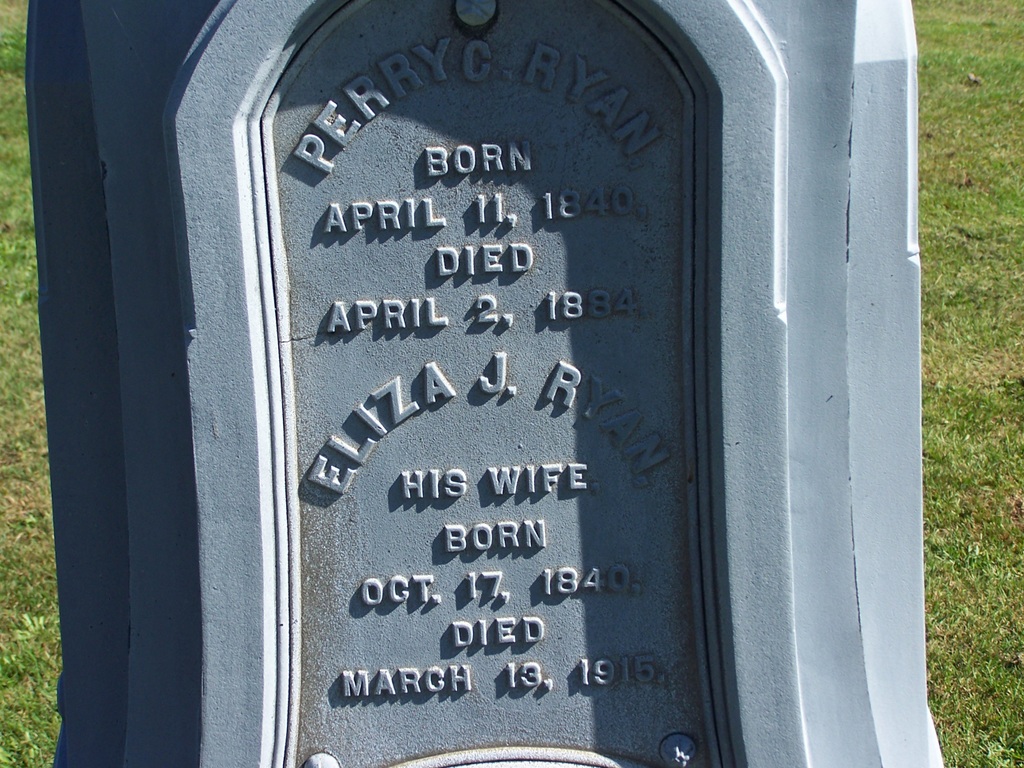 PERRY C. RYAN
BORN
APRIL 11, 1840,
DIED
APRIL 2, 1884.
ELIZA J. RYAN
HIS WIFE.
BORN
OCT. 17, 1840.
DIED
MARCH 13, 1915.